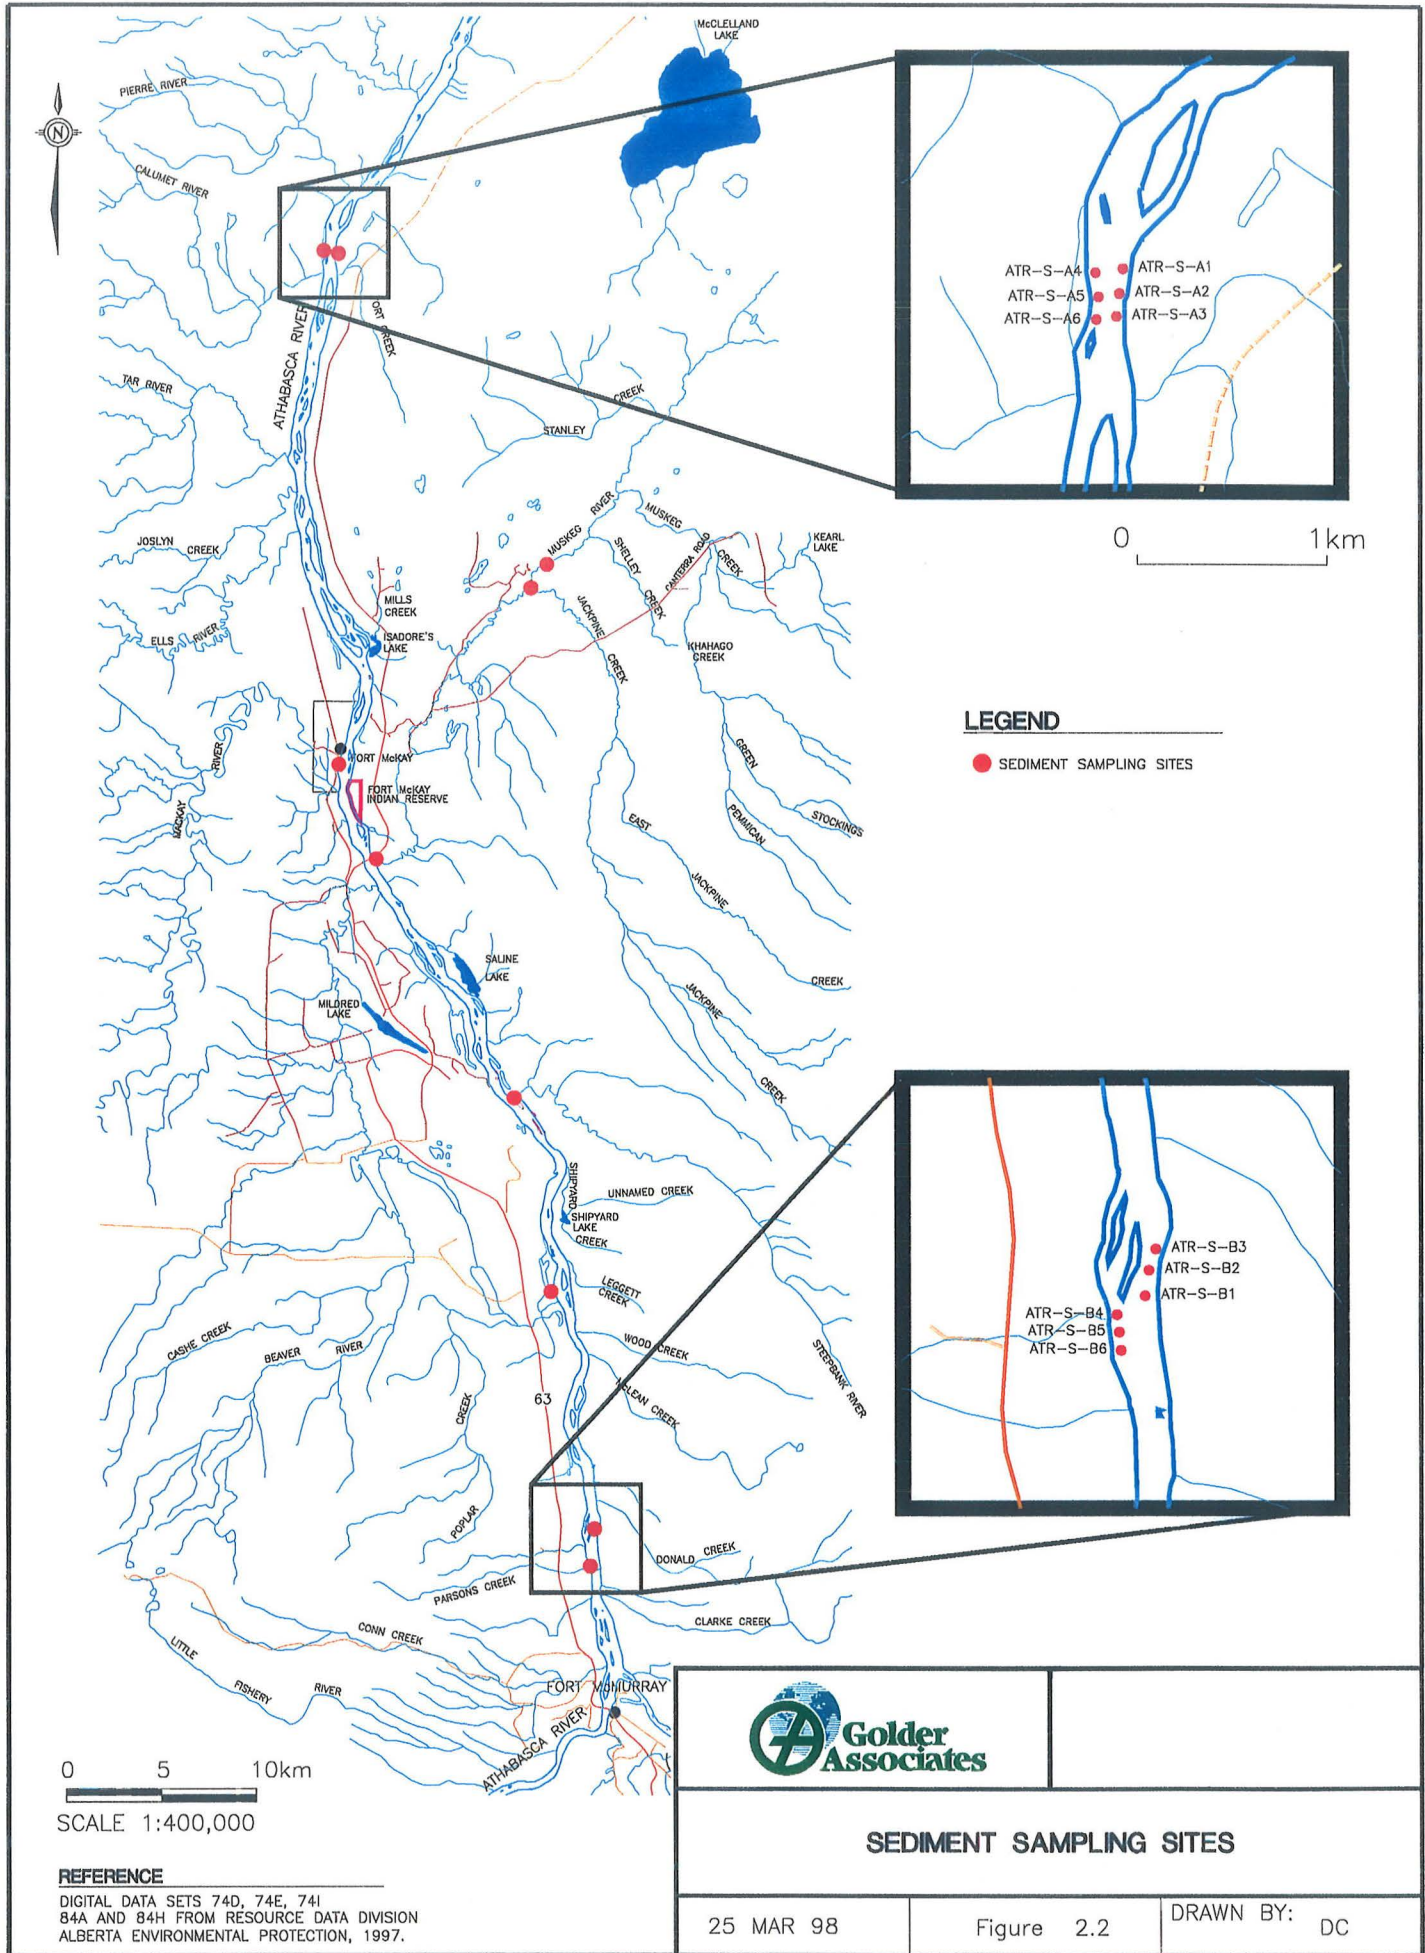 McCLELLAND
LAKE
PIERRE RIVER
N
CALUMET RIVER
ATR-S-A4
ATR-S-A1
ATR-S-A5
ATR-S-A2
ATR-S-A6
ATR-S-A3
ATHABASCA RIVER
ORT CREEK
TAR RIVER
STANLEY
CREEK
0 1km
MUSKEG
RIVER
MUSKEG
CREEK
KEARL
LAKE
JOSLYN
CREEK
SHELLEY
CREEK
CANTERRA ROAD
MILLS
CREEK
JACKPINE
CREEK
ISADORE'S
LAKE
ELLS
RIVER
KHAHAGO
CREEK
LEGEND
SEDIMENT SAMPLING SITES
RIVER
MACKAY
FORT McKAY
FORT McKAY
INDIAN RESERVE
GREEN
STOCKINGS
PEMMICAN
EAST
JACKPINE
CREEK
SALINE
LAKE
MILDRED
LAKE
JACKPINE
CREEK
SHIPYARD
UNNAMED CREEK
SHIPYARD
LAKE
CREEK
LEGGETT
CREEK
ATR-S-B3
ATR-S-B2
ATR-S-B1
ATR-S-B4
ATR-S-B5
ATR-S-B6
CASHE CREEK
BEAVER
RIVER
WOOD CREEK
STEEPBANK RIVER
McLEAN CREEK
63
CREEK
POPLAR
DONALD
CREEK
PARSONS CREEK
CLARKE CREEK
CONN CREEK
LITTLE
FISHERY
RIVER
FORT McMURRAY
ATHABASCA RIVER
0 5 10km
SCALE 1:400,000
REFERENCE
DIGITAL DATA SETS 74D, 74E, 74I
84A AND 84H FROM RESOURCE DATA DIVISION
ALBERTA ENVIRONMENTAL PROTECTION, 1997.
Golder
Associates
SEDIMENT SAMPLING SITES
25 MAR 98
Figure 2.2
DRAWN BY: DC